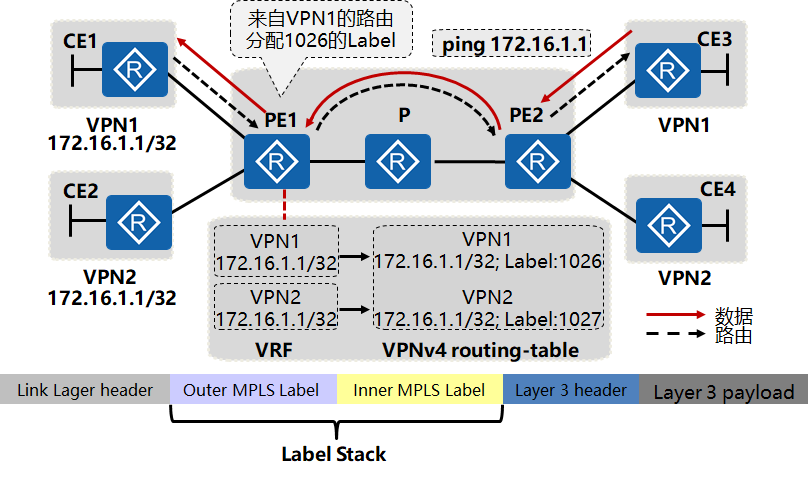 来自VPN1的路由
分配1026的Label
ping 172.16.1.1
CE1
R
VPN1
172.16.1.1/32
CE3
R
VPN1
PE1
R
P
R
PE2
R
CE2
R
VPN2
172.16.1.1/32
CE4
R
VPN2
VPN1
172.16.1.1/32
VPN1
172.16.1.1/32; Label:1026
VPN2
172.16.1.1/32
VPN2
172.16.1.1/32; Label:1027
VRF
VPNv4 routing-table
数据
路由
Link Lager header
Outer MPLS Label
Inner MPLS Label
Layer 3 header
Layer 3 payload
Label Stack